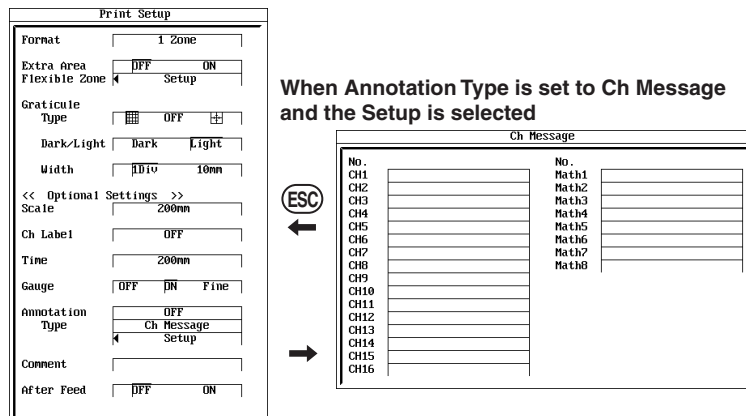 Print Setup
Format 1 Zone
Extra Area OFF ON
Flexible Zone Setup
Graticule
Type OFF
Dark/Light Dark Light
Width 1Div 10mm
<< Optional Settings >>
Scale 200mm
Ch Label OFF
Time 200mm
Gauge OFF ON Fine
Annotation OFF
Type Ch Message
Setup
Comment
After Feed OFF ON
When Annotation Type is set to Ch Message
and the Setup is selected
ESC
Ch Message
No. No.
CH1 Math1
CH2 Math2
CH3 Math3
CH4 Math4
CH5 Math5
CH6 Math6
CH7 Math7
CH8 Math8
CH9
CH10
CH11
CH12
CH13
CH14
CH15
CH16